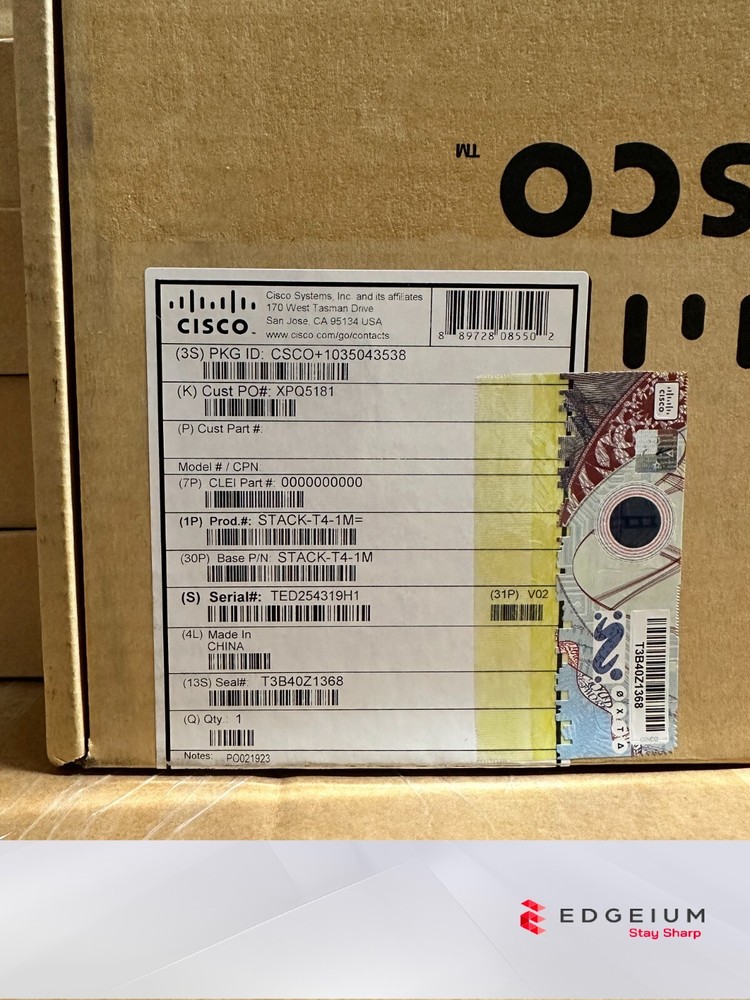 CISCO
TM
CISCO
Cisco Systems, Inc. and its affiliates
170 West Tasman Drive
San Jose, CA 95134 USA
www.cisco.com/go/contacts
8 89728 08550 2
(3S) PKG ID: CSCO+1035043538
(K) Cust PO#: XPQ5181
(P) Cust Part #:
Model # / CPN:
(7P) CLEI Part #: 0000000000
(1P) Prod.#: STACK-T4-1M=
(30P) Base P/N: STACK-T4-1M
(S) Serial#: TED254319H1
(31P) V02
(4L) Made In
CHINA
(13S) Seal#: T3B40Z1368
(Q) Qty.: 1
Notes: PO021923
CISCO
T3B40Z1368
Ø X T Δ
EDGEIUM
Stay Sharp